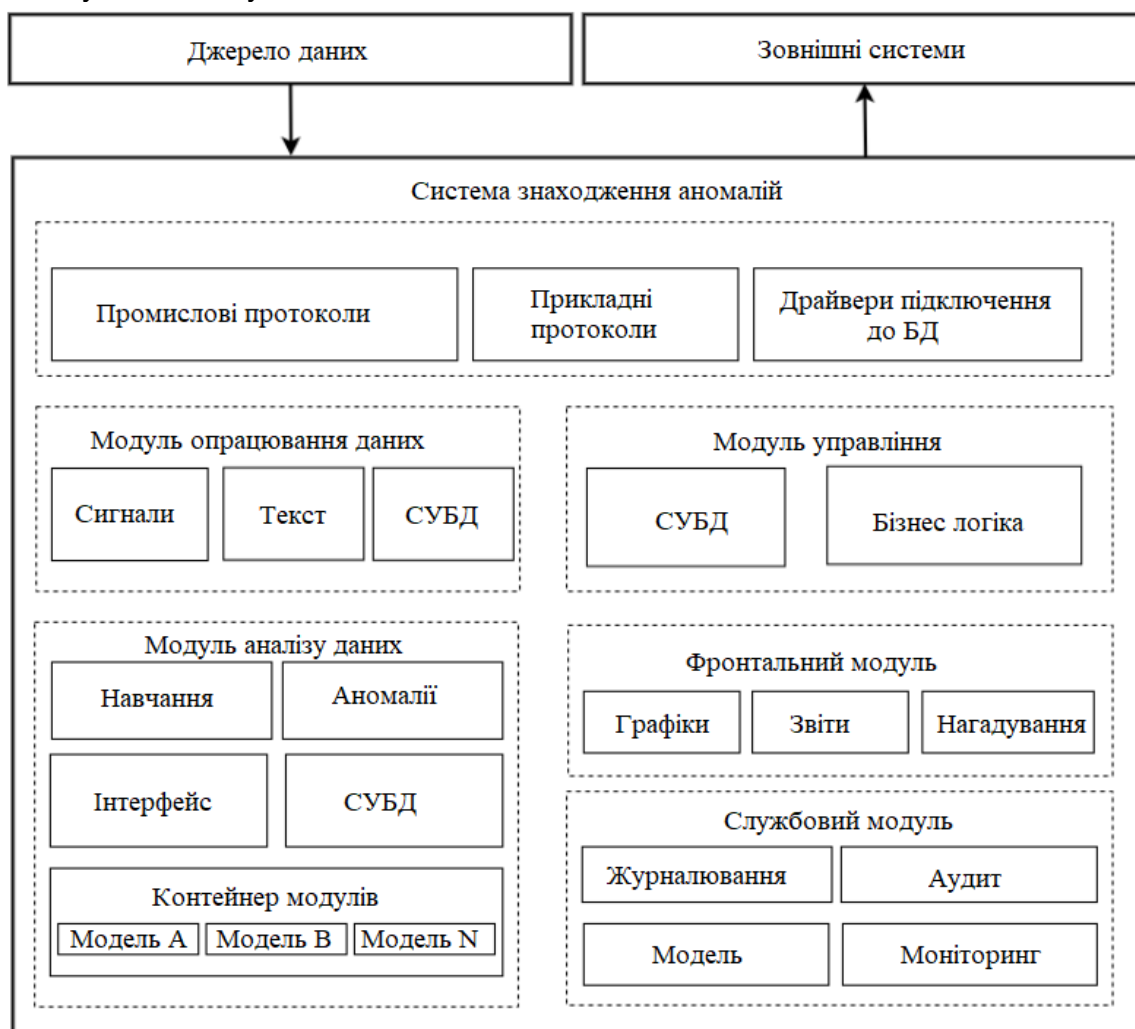 Джерело даних
Зовнішні системи
Система знаходження аномалій
Промислові протоколи
Прикладні
протоколи
Драйвери підключення
до БД
Модуль опрацювання даних
Сигнали
Текст
СУБД
Модуль управління
СУБД
Бізнес логіка
Модуль аналізу даних
Навчання
Аномалії
Інтерфейс
СУБД
Контейнер модулів
Модель А
Модель В
Модель N
Фронтальний модуль
Графіки
Звіти
Нагадування
Службовий модуль
Журналювання
Аудит
Модель
Моніторинг